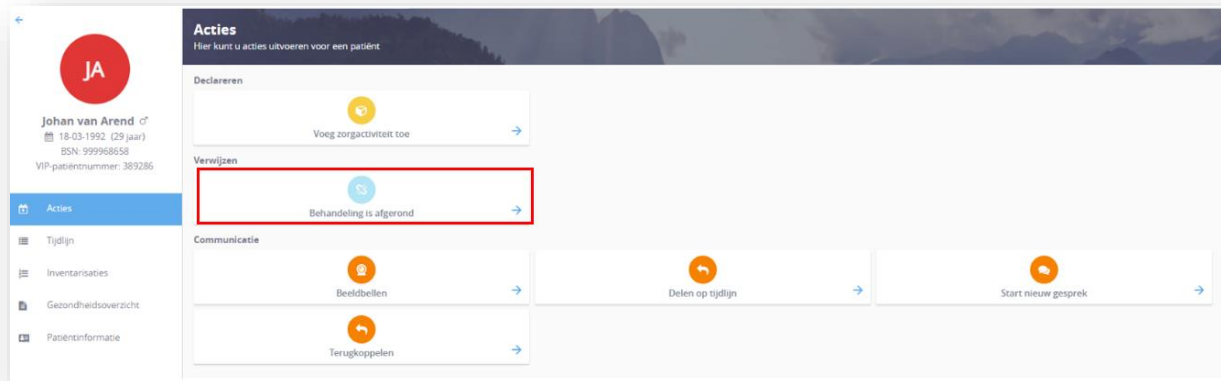 JA
Johan van Arend
18-03-1992 (29 jaar)
BSN: 999968658
VIP-patiëntnummer: 389286
Acties
Tijdlijn
Inventarisaties
Gezondheidsoverzicht
Patiëntinformatie
Acties
Hier kunt u acties uitvoeren voor een patiënt
Declareren
Voeg zorgactiviteit toe
Verwijzen
Behandeling is afgerond
Communicatie
Beeldbellen
Delen op tijdlijn
Start nieuw gesprek
Terugkoppelen